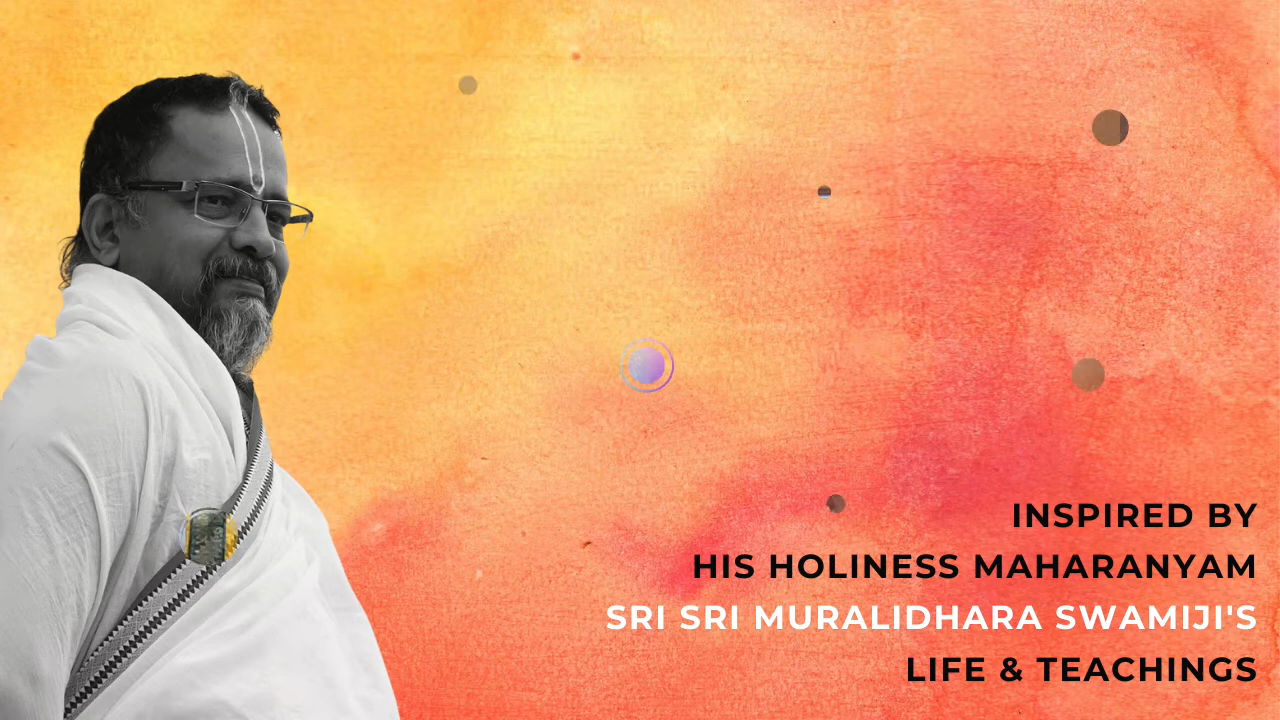 INSPIRED BY
HIS HOLINESS MAHARANYAM
SRI SRI MURALIDHARA SWAMIJI'S
LIFE & TEACHINGS